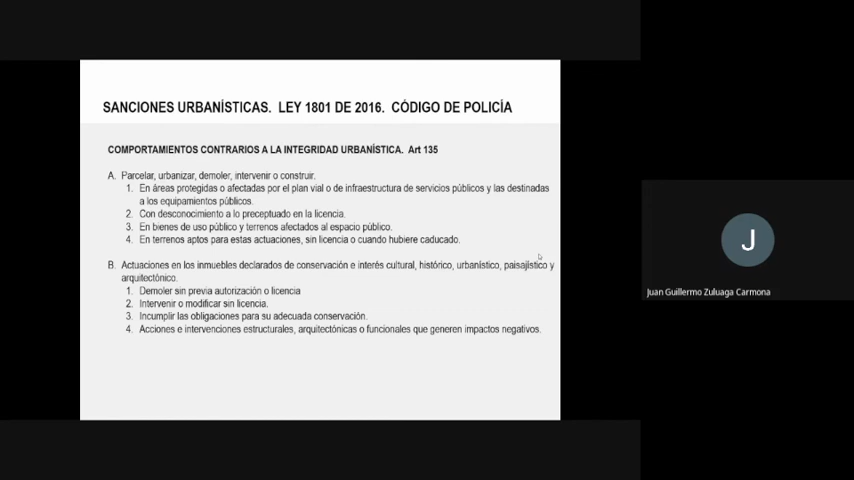 SANCIONES URBANÍSTICAS. LEY 1801 DE 2016. CÓDIGO DE POLICÍA
COMPORTAMIENTOS CONTRARIOS A LA INTEGRIDAD URBANÍSTICA. Art 135
A. Parcelar, urbanizar, demoler, intervenir o construir.
1. En áreas protegidas o afectadas por el plan vial o de infraestructura de servicios públicos y las destinadas
a los equipamientos públicos.
2. Con desconocimiento a lo preceptuado en la licencia.
3. En bienes de uso público y terrenos afectados al espacio público.
4. En terrenos aptos para estas actuaciones, sin licencia o cuando hubiere caducado.
B. Actuaciones en los inmuebles declarados de conservación e interés cultural, histórico, urbanístico, paisajístico y
arquitectónico.
1. Demoler sin previa autorización o licencia
2. Intervenir o modificar sin licencia.
3. Incumplir las obligaciones para su adecuada conservación.
4. Acciones e intervenciones estructurales, arquitectónicas o funcionales que generen impactos negativos.
J
Juan Guillermo Zuluaga Carmona